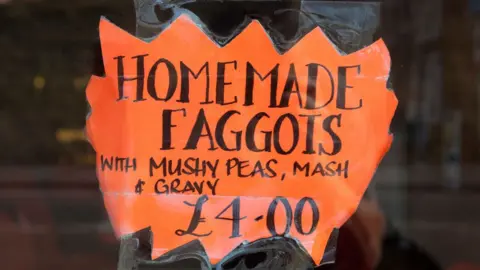 HOMEMADE
FAGGOTS
WITH MUSHY PEAS, MASH
& GRAVY
£4.00